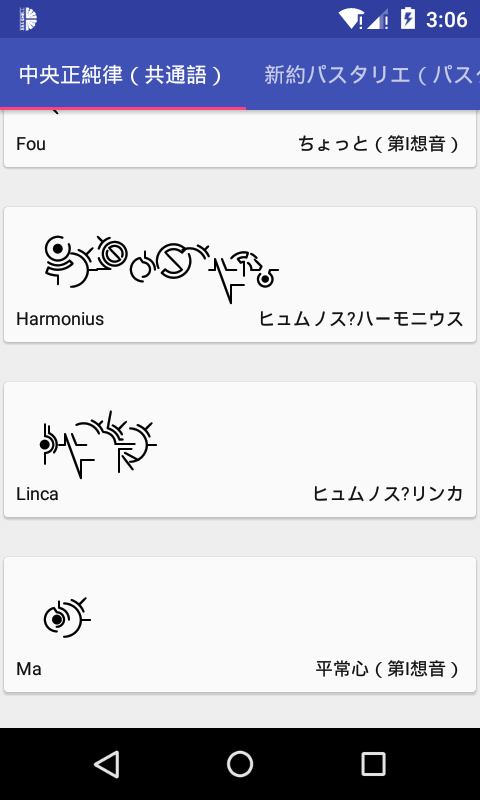 3:06
中央正純律（共通語）
新約パスタリエ（パスタ
Fou
ちょっと（第I想音）
Harmonius
ヒュムノス?ハーモニウス
Linca
ヒュムノス?リンカ
Ma
平常心（第I想音）